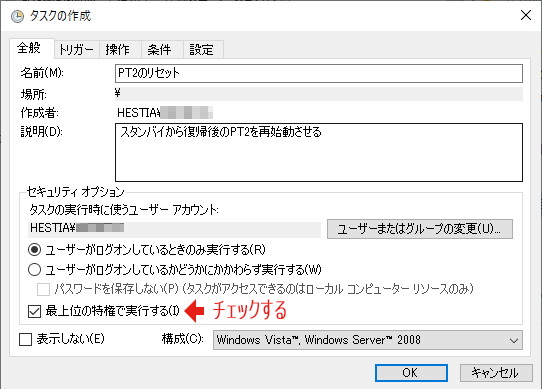 タスクの作成
全般 トリガー 操作 条件 設定
名前(M): PT2のリセット
場所: \
作成者: HESTIA\
説明(D): スタンバイから復帰後のPT2を再始動させる
セキュリティ オプション
タスクの実行時に使うユーザー アカウント:
HESTIA\ ユーザーまたはグループの変更(U)...
ユーザーがログオンしているときのみ実行する(R)
ユーザーがログオンしているかどうかにかかわらず実行する(W)
パスワードを保存しない(P) (タスクがアクセスできるのはローカル コンピューター リソースのみ)
最上位の特権で実行する(I) チェックする
表示しない(E) 構成(C): Windows Vista™, Windows Server™ 2008
OK キャンセル